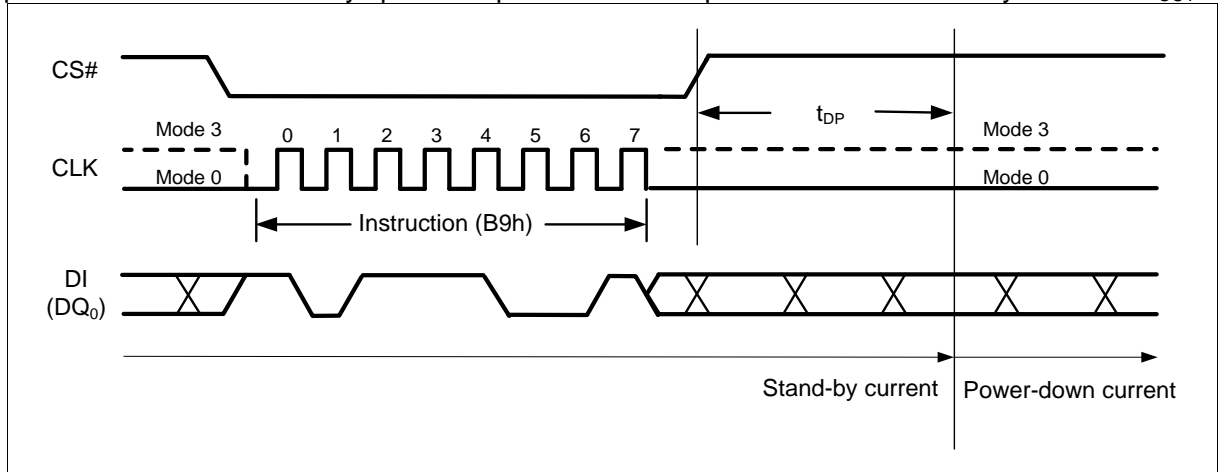 CS#
t_DP
Mode 3 Mode 3
0 1 2 3 4 5 6 7
CLK
Mode 0 Mode 0
Instruction (B9h)
DI
(DQ₀)
Stand-by current Power-down current